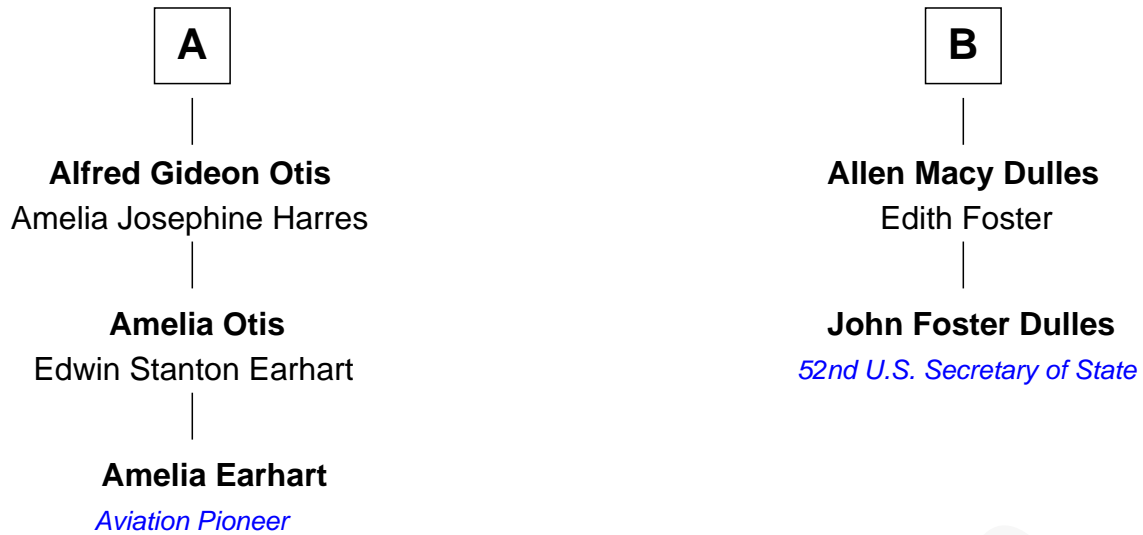 A
Alfred Gideon Otis
Amelia Josephine Harres
Amelia Otis
Edwin Stanton Earhart
Amelia Earhart
Aviation Pioneer
B
Allen Macy Dulles
Edith Foster
John Foster Dulles
52nd U.S. Secretary of State